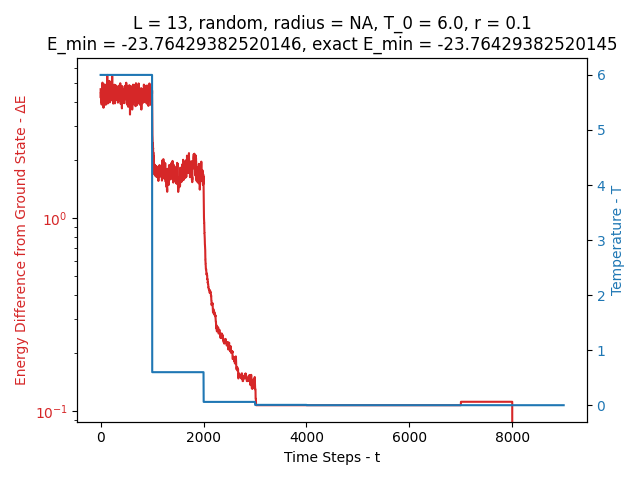 L = 13, random, radius = NA, T_0 = 6.0, r = 0.1
E_min = -23.76429382520146, exact E_min = -23.76429382520145
Energy Difference from Ground State - ΔE
10^0
10^-1
6
5
4
3
2
1
0
Temperature - T
0
2000
4000
6000
8000
Time Steps - t